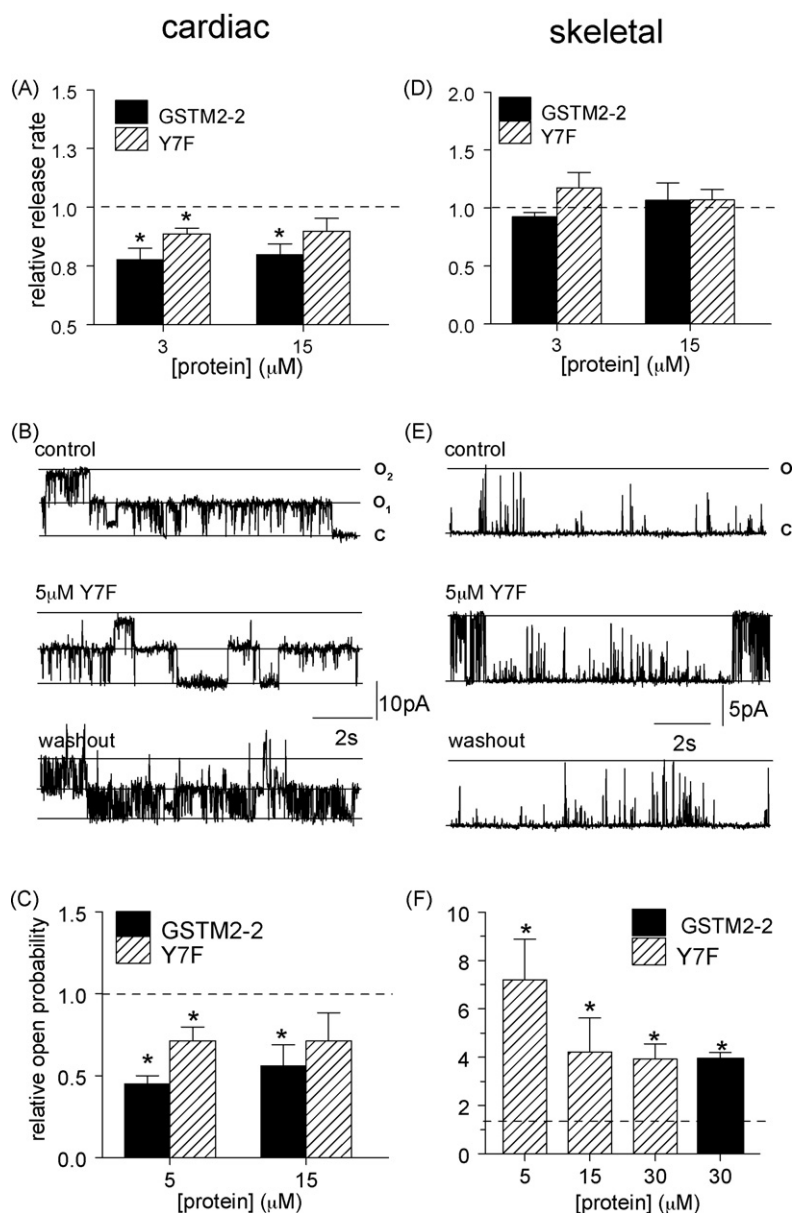 cardiac
skeletal
(A)
1.5
1.3
1.0
0.8
0.5
relative release rate
GSTM2-2
Y7F
*
*
*
3
15
[protein] (μM)
(D)
2.0
1.5
1.0
0.5
0.0
GSTM2-2
Y7F
3
15
[protein] (μM)
(B)
control
O2
O1
C
5μM Y7F
10pA
2s
washout
(E)
control
O
C
5μM Y7F
5pA
2s
washout
(C)
1.5
1.0
0.5
0.0
relative open probability
GSTM2-2
Y7F
*
*
*
5
15
[protein] (μM)
(F)
10
8
6
4
2
0
GSTM2-2
Y7F
*
*
*
*
5
15
30
30
[protein] (μM)